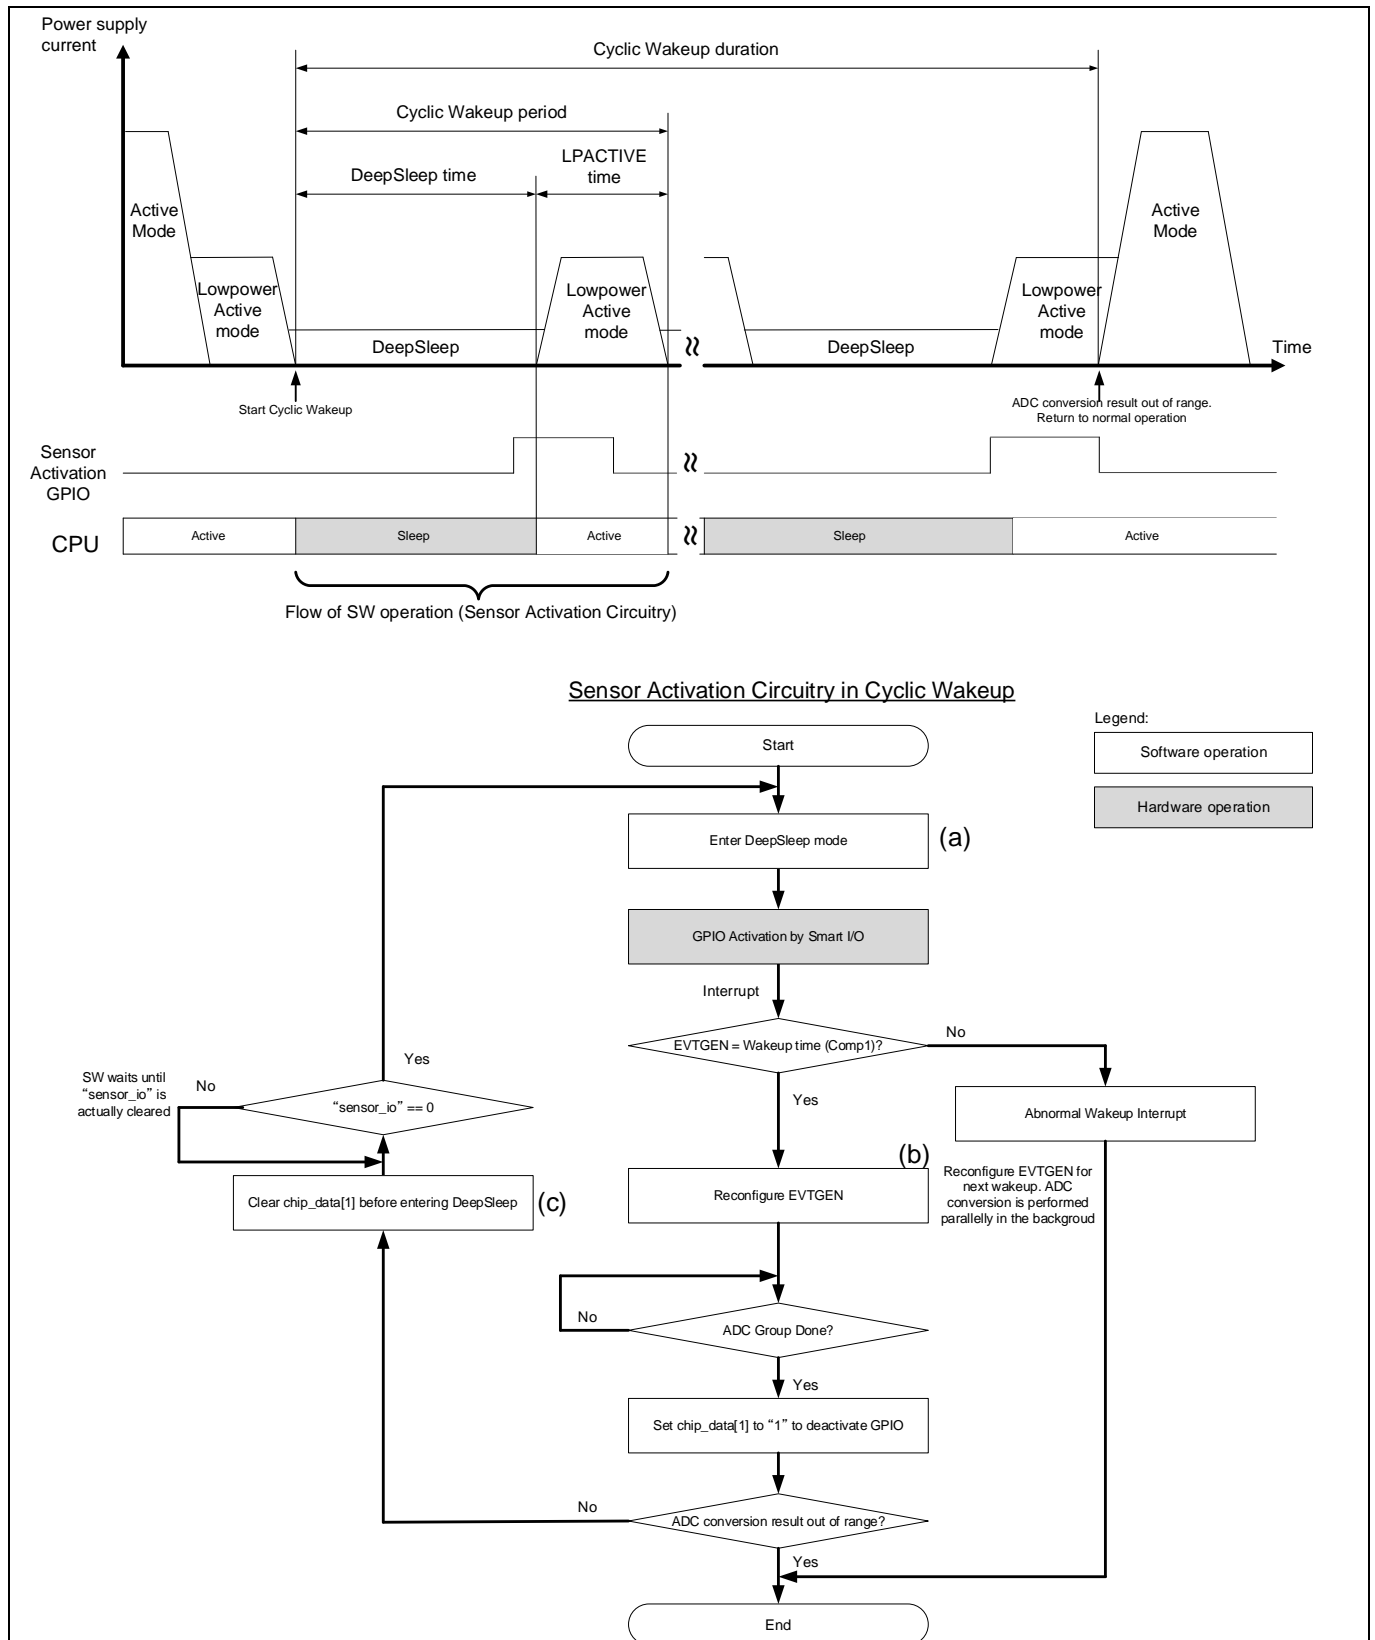 Power supply
current
Cyclic Wakeup duration
Cyclic Wakeup period
LPACTIVE
time
DeepSleep time
Active
Mode
Active
Mode
Lowpower
Active
mode
Lowpower
Active
mode
Lowpower
Active
mode
DeepSleep
DeepSleep
Time
Start Cyclic Wakeup
ADC conversion result out of range.
Return to normal operation
Sensor
Activation
GPIO
CPU
Active
Sleep
Active
Sleep
Active
Flow of SW operation (Sensor Activation Circuitry)
Sensor Activation Circuitry in Cyclic Wakeup
Legend:
Software operation
Hardware operation
Start
Enter DeepSleep mode
(a)
GPIO Activation by Smart I/O
Interrupt
EVTGEN = Wakeup time (Comp1)?
No
Yes
Abnormal Wakeup Interrupt
(b)
Reconfigure EVTGEN
Reconfigure EVTGEN for
next wakeup. ADC
conversion is performed
parallelly in the backgroud
Yes
No
SW waits until
“sensor_io” is
actually cleared
“sensor_io” == 0
Clear chip_data[1] before entering DeepSleep
(c)
No
ADC Group Done?
Yes
Set chip_data[1] to “1” to deactivate GPIO
No
ADC conversion result out of range?
Yes
End